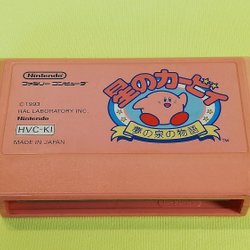 Nintendo
ファミリー コンピュータ
©1993
HAL LABORATORY INC.
Nintendo
HVC-KI
MADE IN JAPAN
星のカービィ
夢の泉の物語